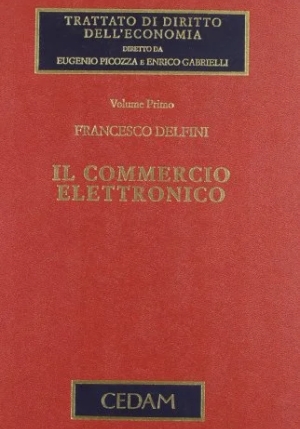 TRATTATO DI DIRITTO
DELL'ECONOMIA
DIRETTO DA
EUGENIO PICOZZA E ENRICO GABRIELLI
Volume Primo
FRANCESCO DELFINI
IL COMMERCIO
ELETTRONICO
CEDAM